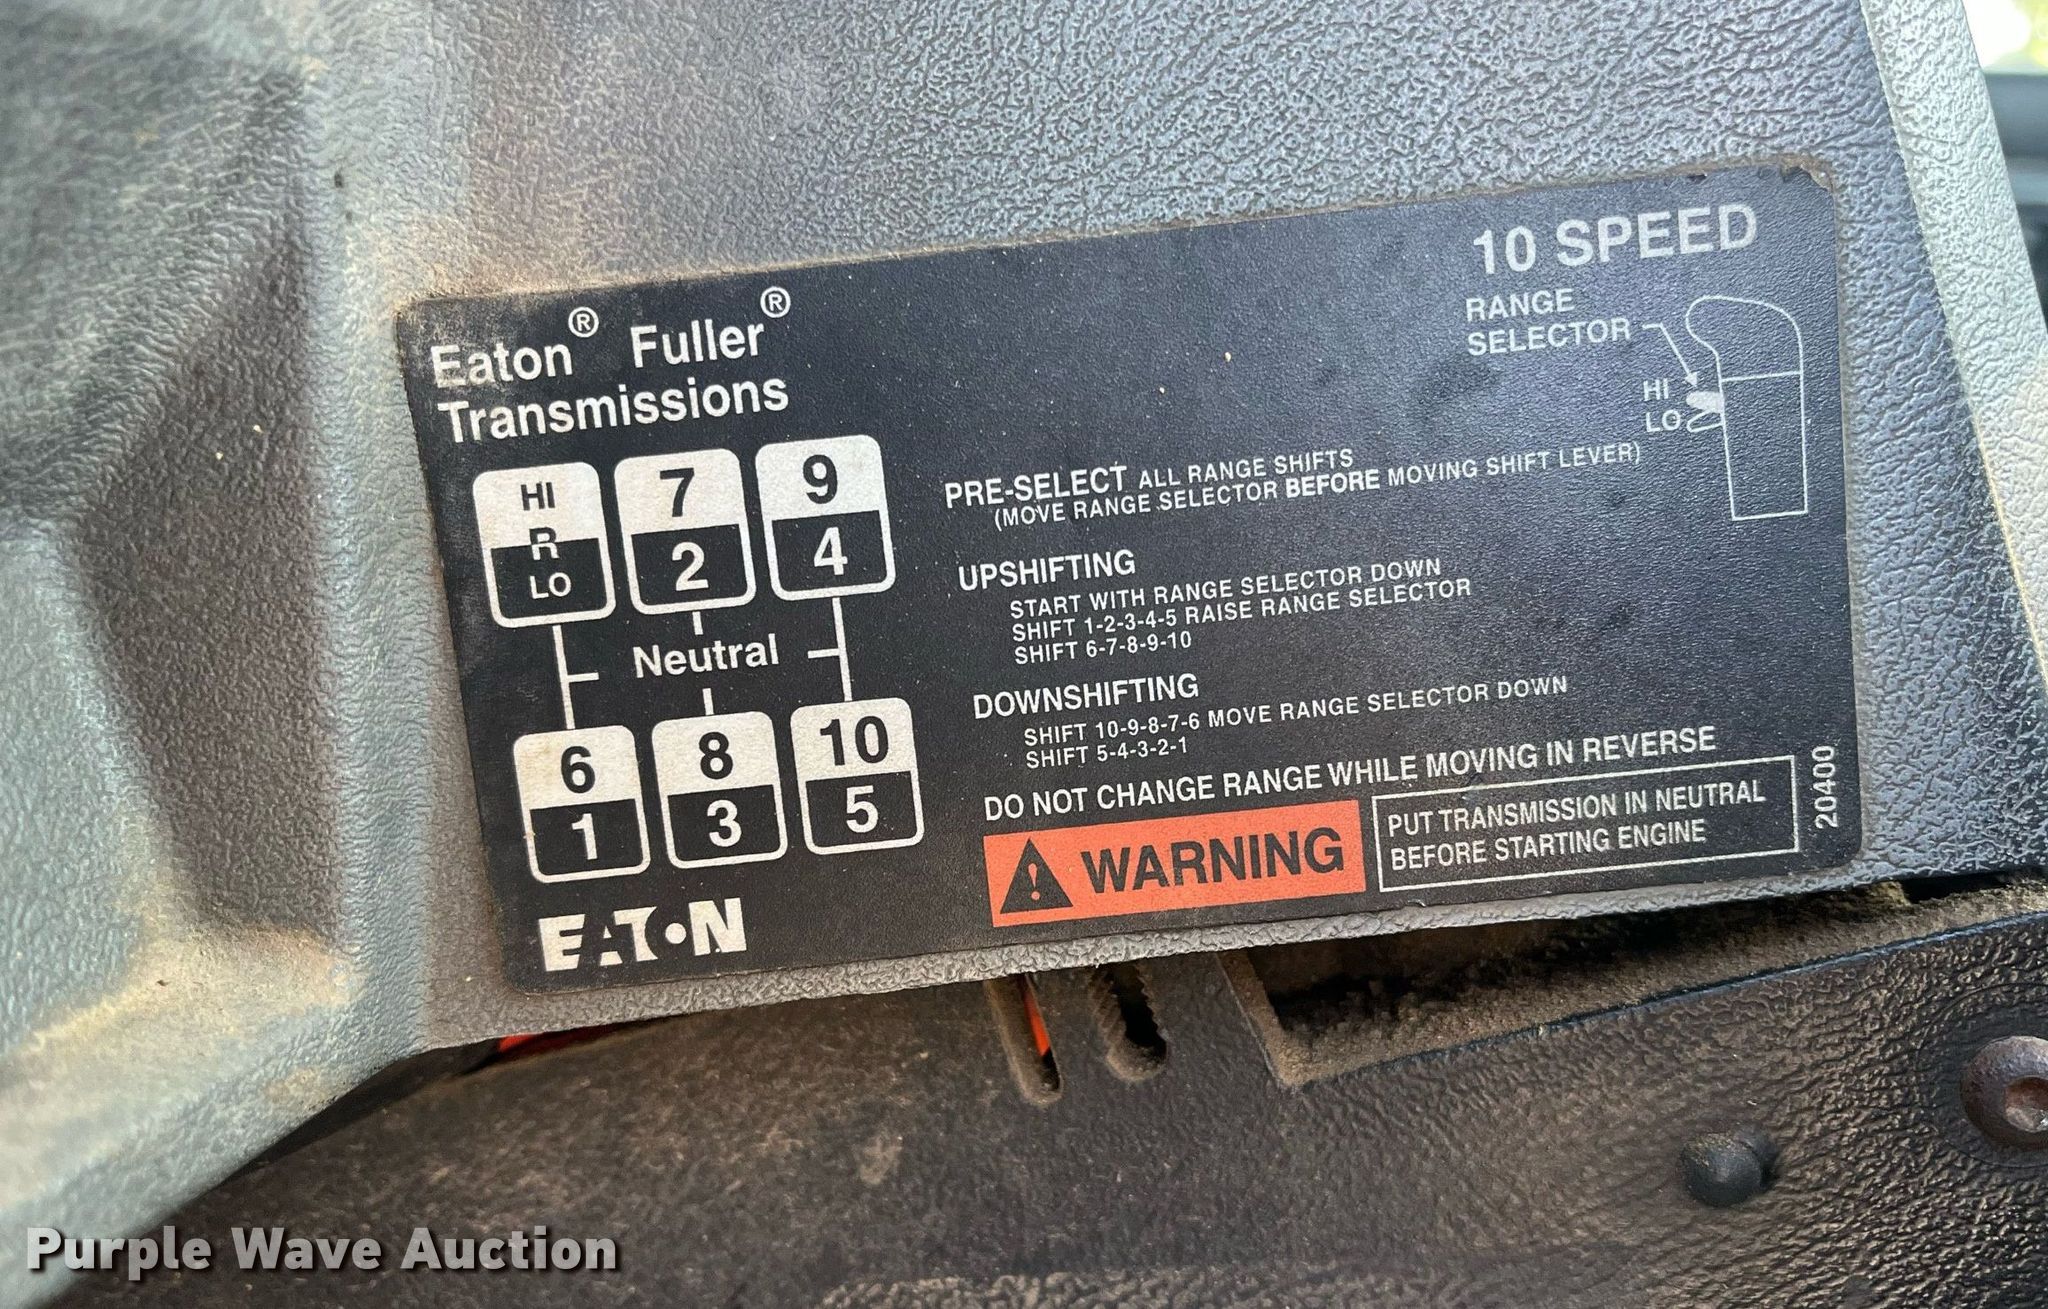 10 SPEED
Eaton® Fuller®
Transmissions
RANGE
SELECTOR
HI
LO
HI
R
LO
7
2
9
4
Neutral
6
1
8
3
10
5
PRE-SELECT ALL RANGE SHIFTS
(MOVE RANGE SELECTOR BEFORE MOVING SHIFT LEVER)
UPSHIFTING
START WITH RANGE SELECTOR DOWN
SHIFT 1-2-3-4-5 RAISE RANGE SELECTOR
SHIFT 6-7-8-9-10
DOWNSHIFTING
SHIFT 10-9-8-7-6 MOVE RANGE SELECTOR DOWN
SHIFT 5-4-3-2-1
DO NOT CHANGE RANGE WHILE MOVING IN REVERSE
WARNING
PUT TRANSMISSION IN NEUTRAL
BEFORE STARTING ENGINE
20400
EATON
Purple Wave Auction